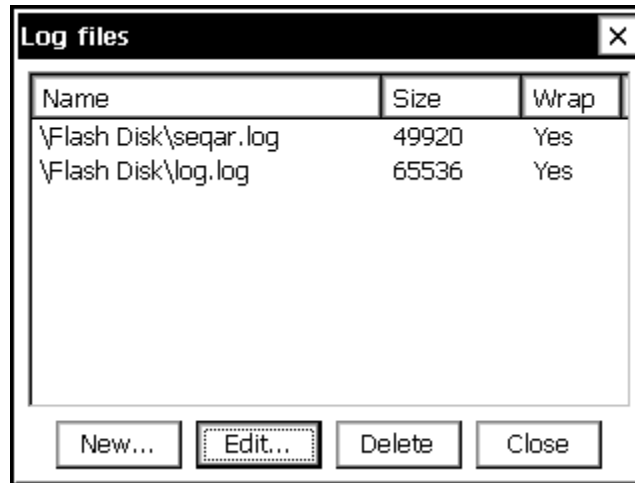 Log files
Name Size Wrap
\Flash Disk\seqar.log 49920 Yes
\Flash Disk\log.log 65536 Yes
New... Edit... Delete Close